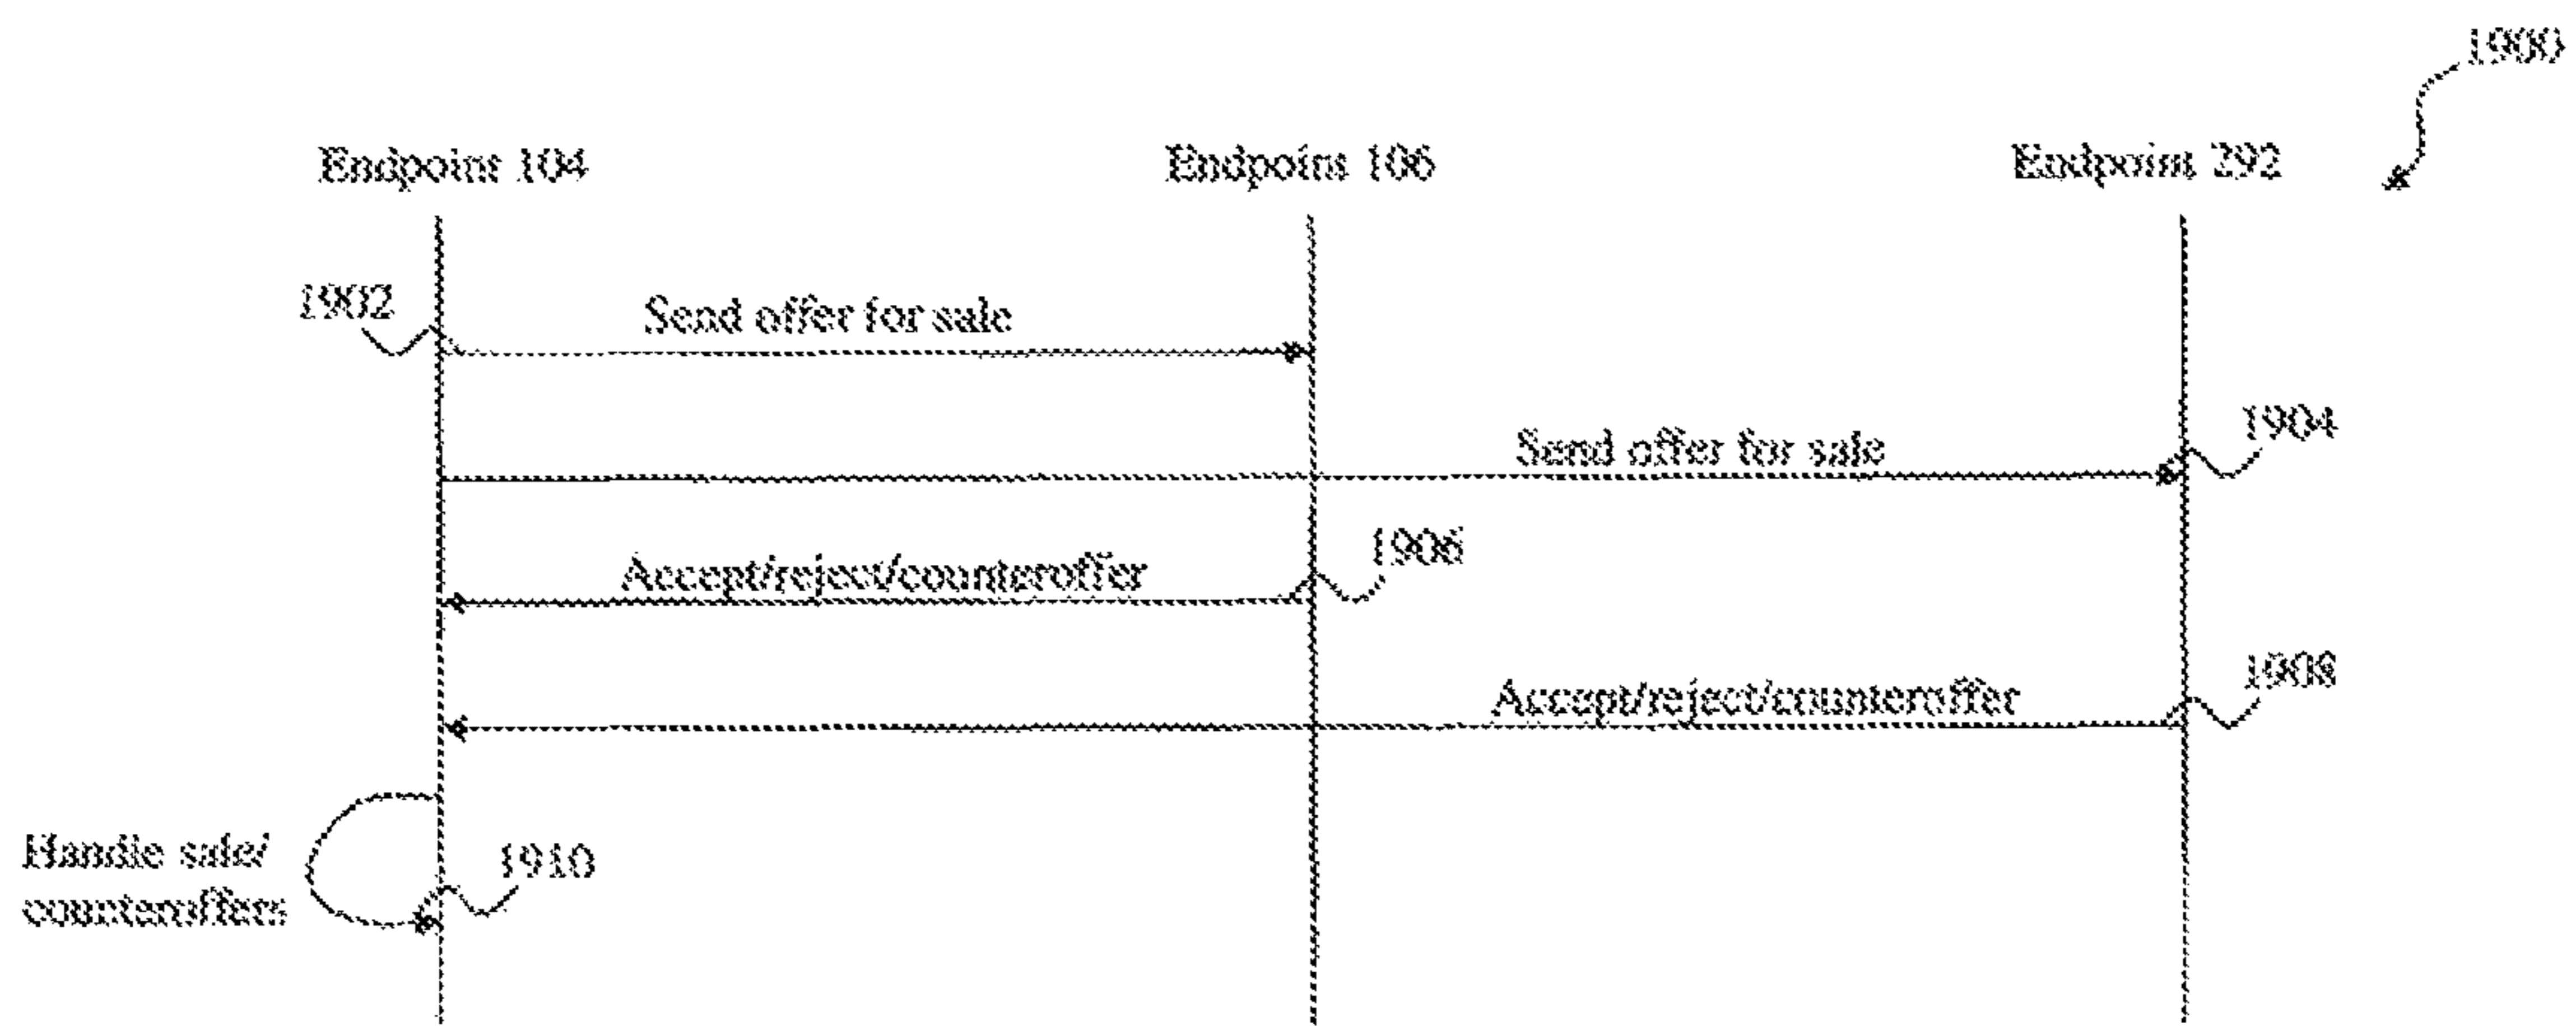 1900
Endpoint 104
Endpoint 106
Endpoint 292
1902
Send offer for sale
1904
Send offer for sale
1906
Accept/reject/counteroffer
1908
Accept/reject/counteroffer
Handle sale/
counteroffers
1910